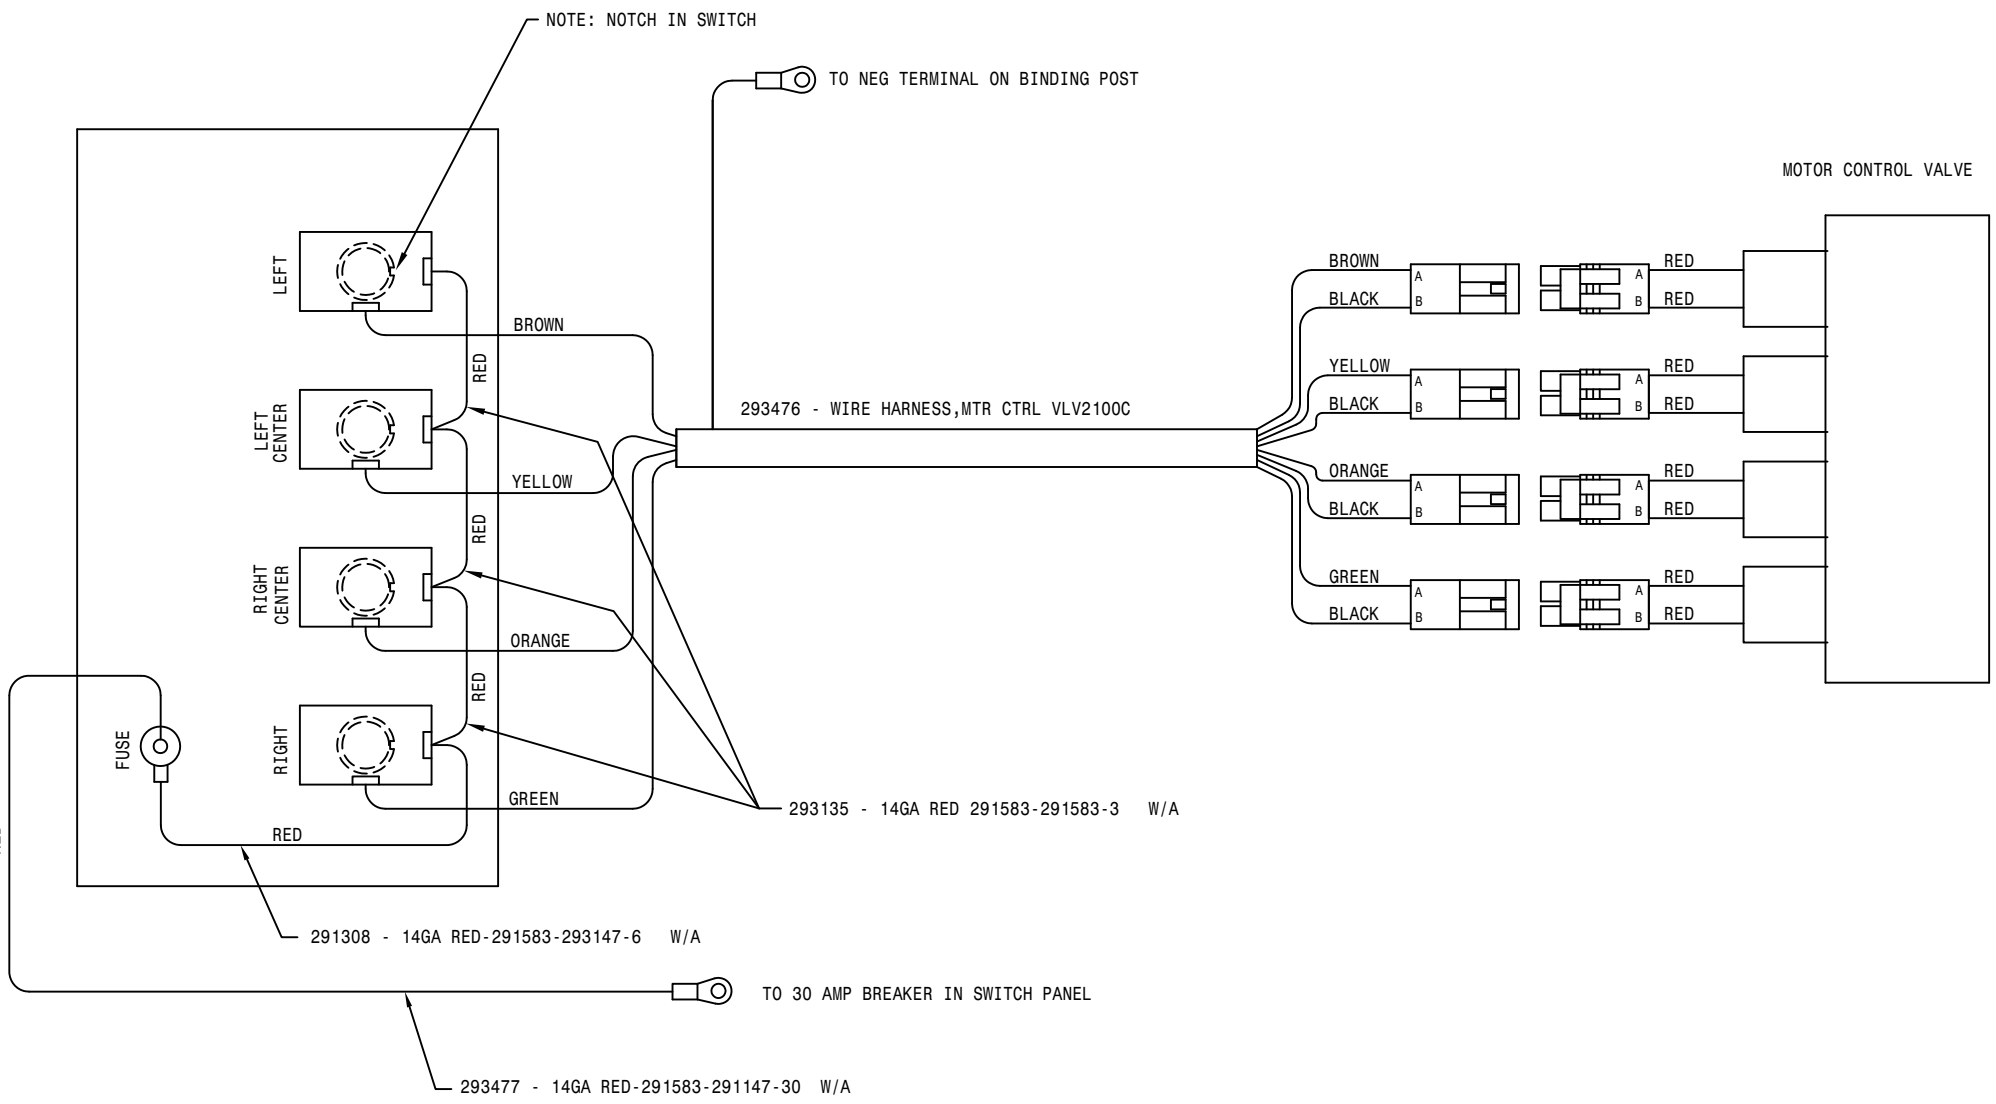 NOTE: NOTCH IN SWITCH
TO NEG TERMINAL ON BINDING POST
MOTOR CONTROL VALVE
LEFT
BROWN
RED
LEFT
CENTER
YELLOW
RED
RIGHT
CENTER
ORANGE
RED
RIGHT
GREEN
FUSE
RED
293476 - WIRE HARNESS,MTR CTRL VLV2100C
BROWN
A
A
RED
BLACK
B
B
RED
YELLOW
A
A
RED
BLACK
B
B
RED
ORANGE
A
A
RED
BLACK
B
B
RED
GREEN
A
A
RED
BLACK
B
B
RED
293135 - 14GA RED 291583-291583-3 W/A
291308 - 14GA RED-291583-293147-6 W/A
TO 30 AMP BREAKER IN SWITCH PANEL
293477 - 14GA RED-291583-291147-30 W/A